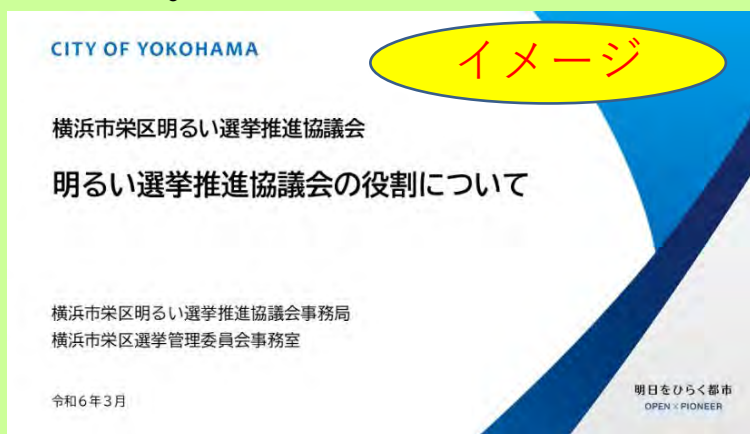 CITY OF YOKOHAMA
イメージ
横浜市栄区明るい選挙推進協議会
明るい選挙推進協議会の役割について
横浜市栄区明るい選挙推進協議会事務局
横浜市栄区選挙管理委員会事務室
令和6年3月
明日をひらく都市
OPEN × PIONEER